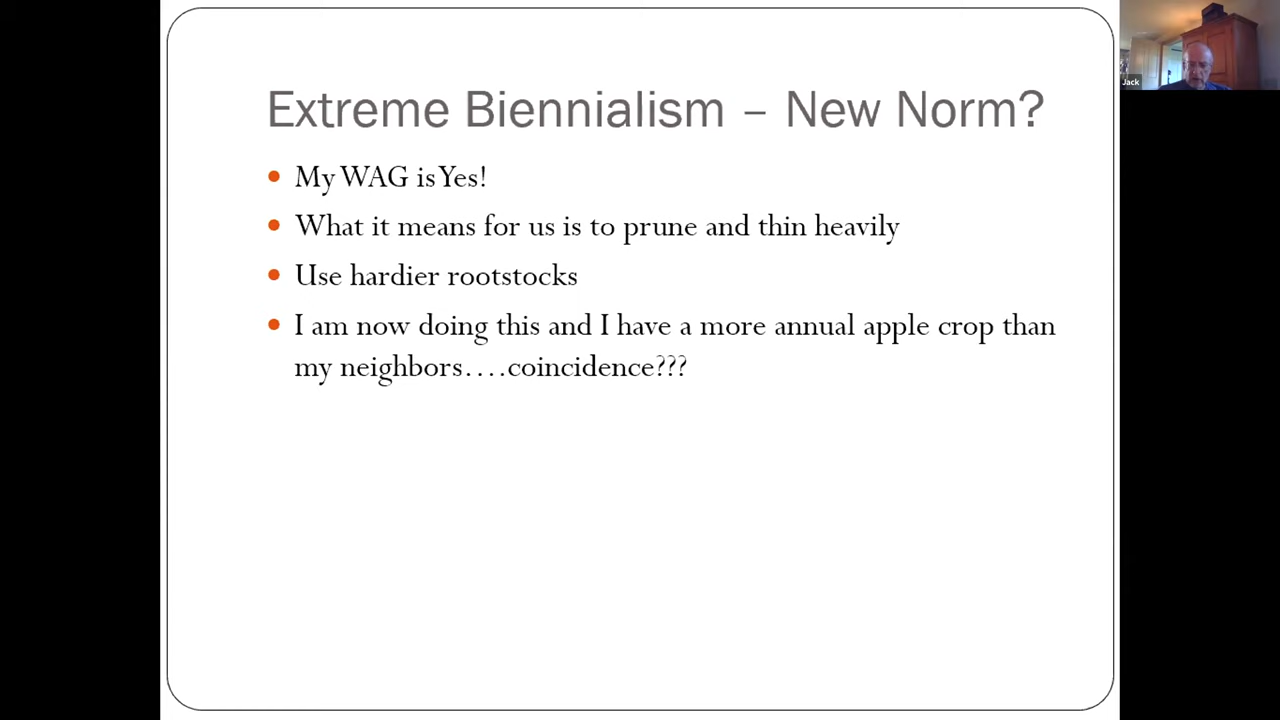 Extreme Biennialism – New Norm?
My WAG is Yes!
What it means for us is to prune and thin heavily
Use hardier rootstocks
I am now doing this and I have a more annual apple crop than
my neighbors....coincidence???
Jack